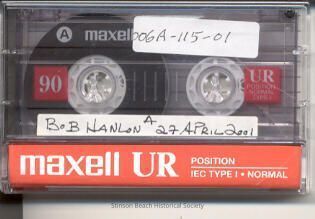 A maxell 006A-115-01
90
UR
POSITION
NORMAL
TYPE I
BOB HANLON A 27 APRIL 2001
maxell UR POSITION
IEC TYPE I • NORMAL
Stinson Beach Historical Society